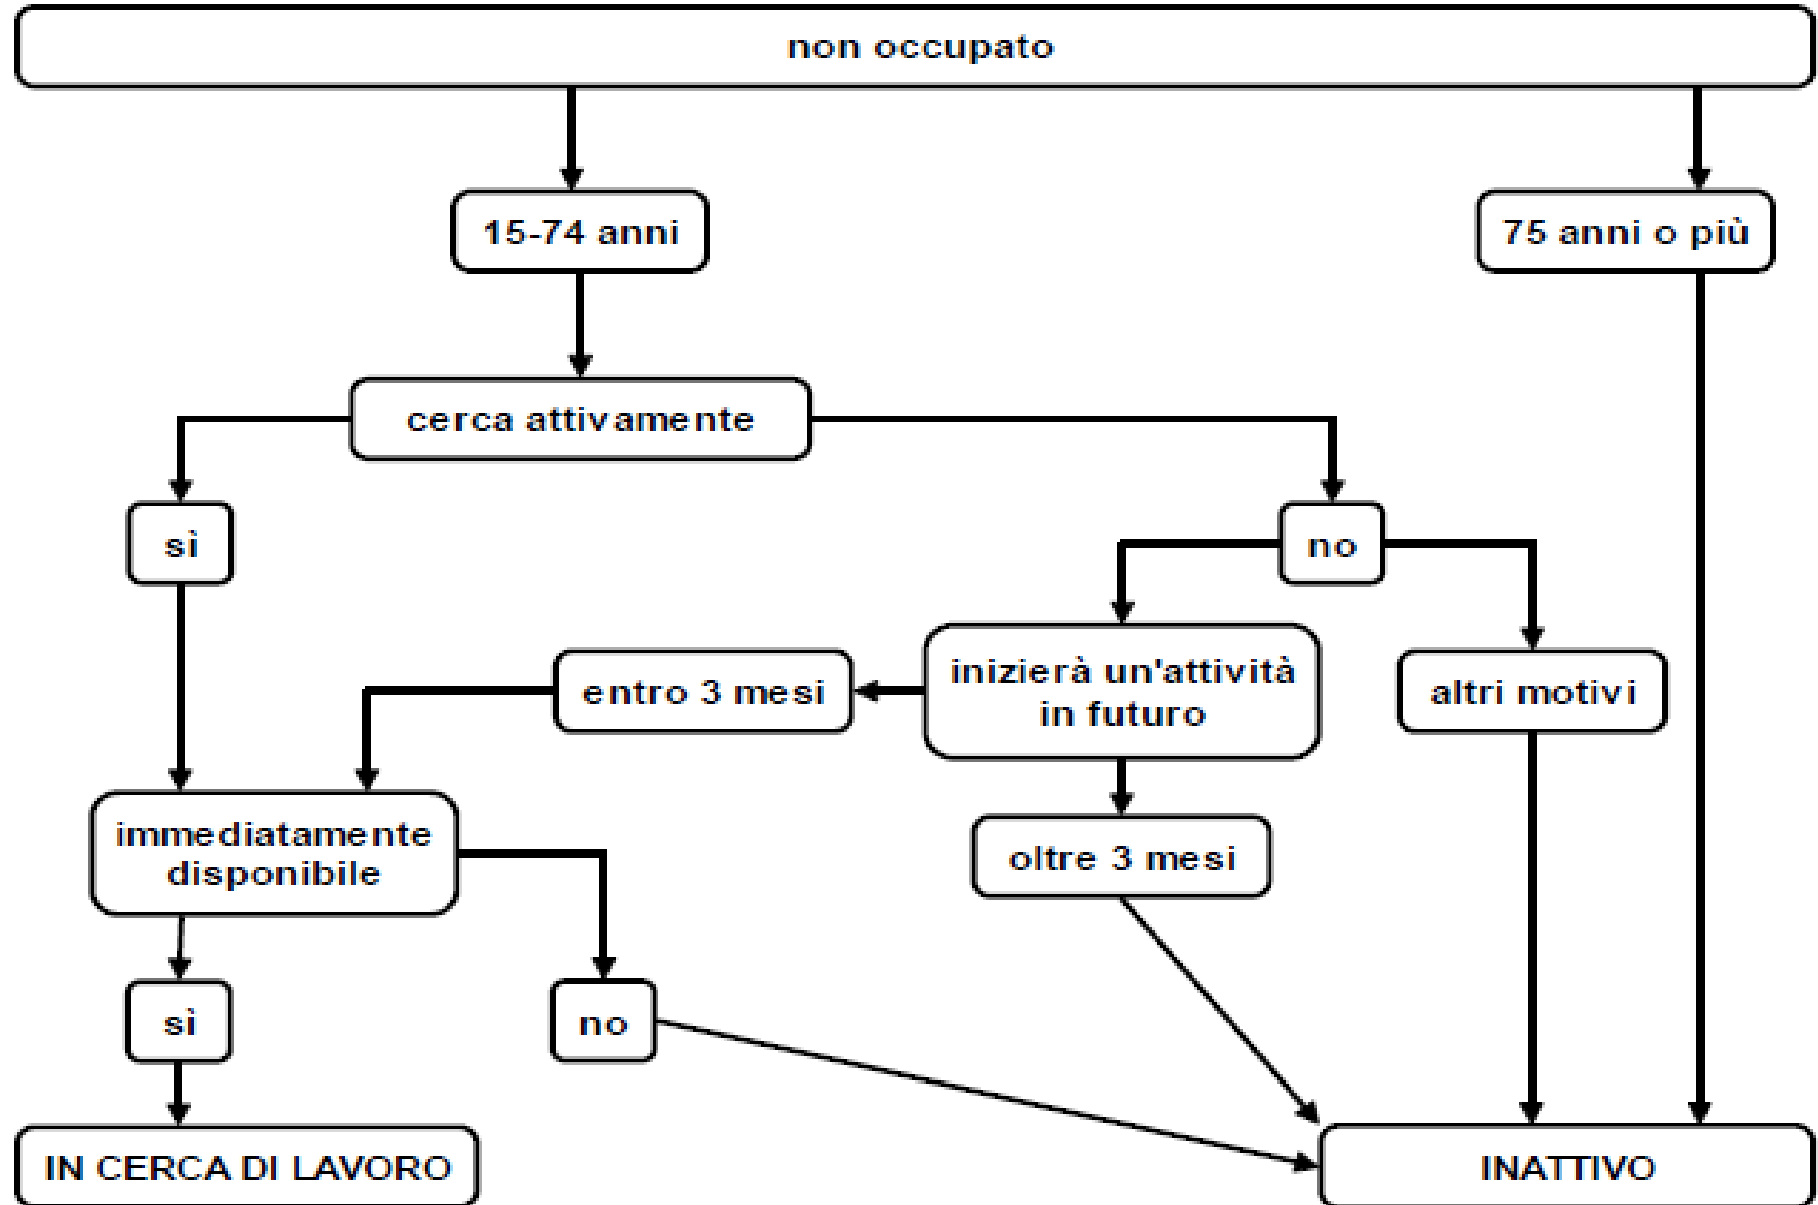 non occupato
15-74 anni
75 anni o più
cerca attivamente
sì
no
inizierà un'attività
in futuro
entro 3 mesi
altri motivi
immediatamente
disponibile
oltre 3 mesi
sì
no
IN CERCA DI LAVORO
INATTIVO